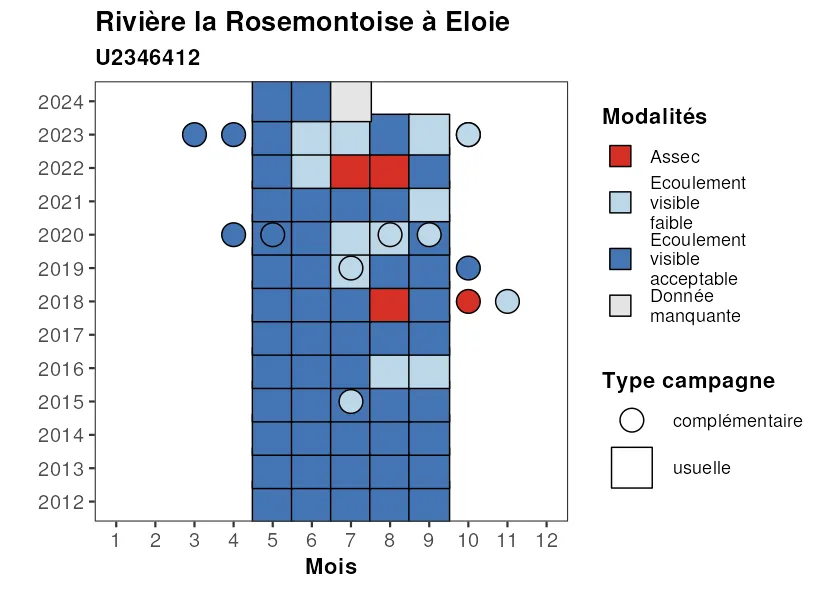 Rivière la Rosemontoise à Eloie
U2346412
2024
2023
2022
2021
2020
2019
2018
2017
2016
2015
2014
2013
2012
1 2 3 4 5 6 7 8 9 10 11 12
Mois
Modalités
Assec
Ecoulement
visible
faible
Ecoulement
visible
acceptable
Donnée
manquante
Type campagne
complémentaire
usuelle